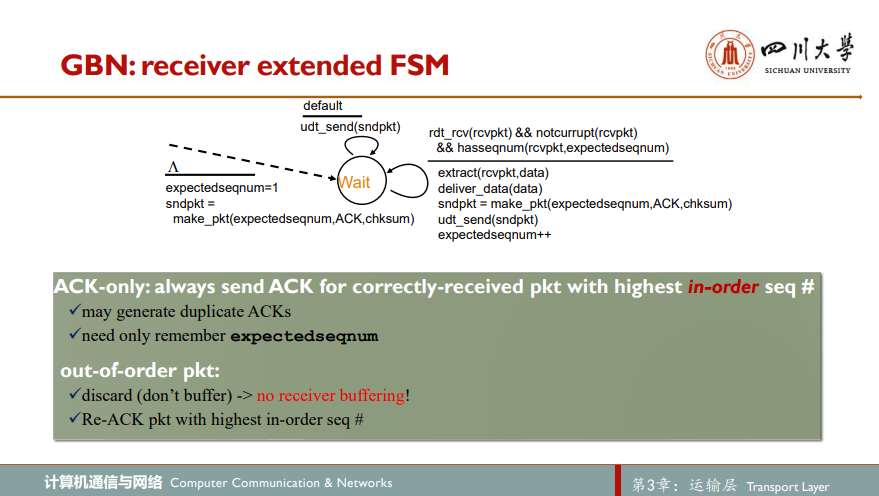 GBN: receiver extended FSM
四川大学
SICHUAN UNIVERSITY
default
udt_send(sndpkt)
rdt_rcv(rcvpkt) && notcurrupt(rcvpkt)
&& hasseqnum(rcvpkt,expectedseqnum)
Λ
Wait
expectedseqnum=1
sndpkt =
make_pkt(expectedseqnum,ACK,chksum)
extract(rcvpkt,data)
deliver_data(data)
sndpkt = make_pkt(expectedseqnum,ACK,chksum)
udt_send(sndpkt)
expectedseqnum++
ACK-only: always send ACK for correctly-received pkt with highest in-order seq #
✓may generate duplicate ACKs
✓need only remember expectedseqnum
out-of-order pkt:
✓discard (don’t buffer) -> no receiver buffering!
✓Re-ACK pkt with highest in-order seq #
计算机通信与网络 Computer Communication & Networks
第3章：运输层 Transport Layer